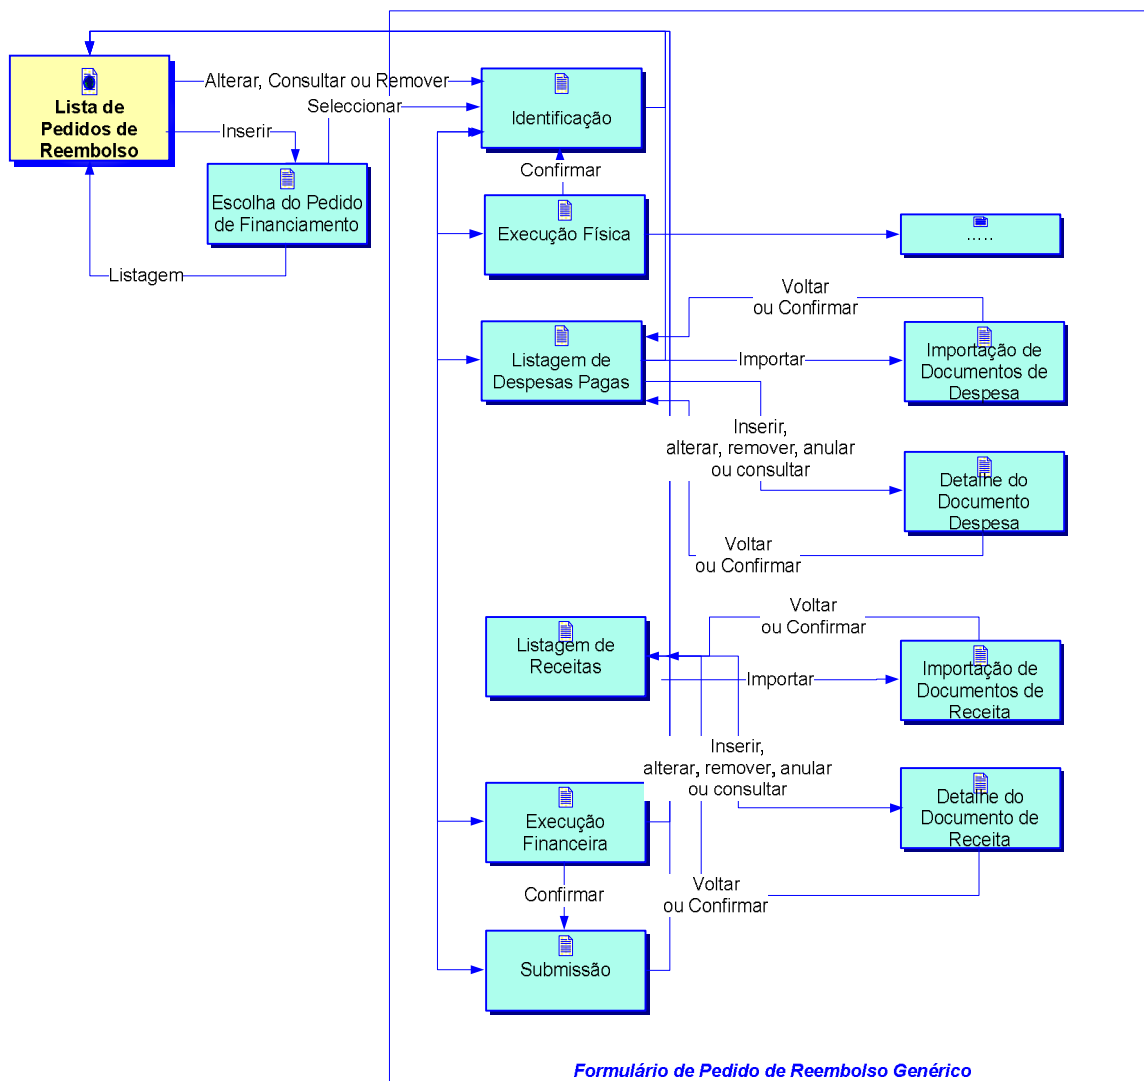 Alterar, Consultar ou Remover
Lista de
Pedidos de
Reembolso
Seleccionar
Identificação
Inserir
Confirmar
Escolha do Pedido
de Financiamento
Execução Física
.....
Listagem
Voltar
ou Confirmar
Listagem de
Despesas Pagas
Importar
Importação de
Documentos de
Despesa
Inserir,
alterar, remover, anular
ou consultar
Detalhe do
Documento
Despesa
Voltar
ou Confirmar
Voltar
ou Confirmar
Listagem de
Receitas
Importar
Importação de
Documentos de
Receita
Inserir,
alterar, remover, anular
ou consultar
Detalhe do
Documento de
Receita
Execução
Financeira
Confirmar
Voltar
ou Confirmar
Submissão
Formulário de Pedido de Reembolso Genérico